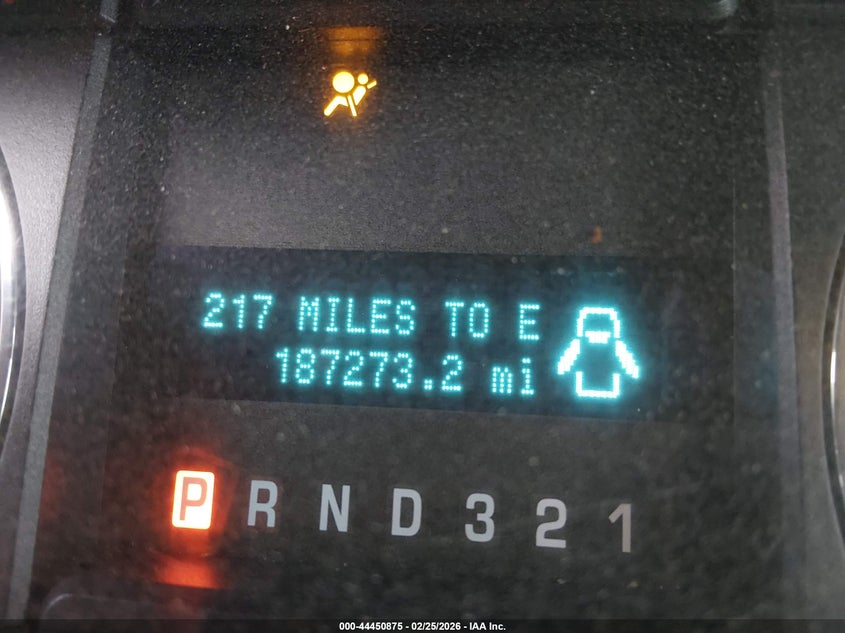 217 MILES TO E
187273.2 mi
P R N D 3 2 1
000-44450875 - 02/25/2026 - IAA Inc.